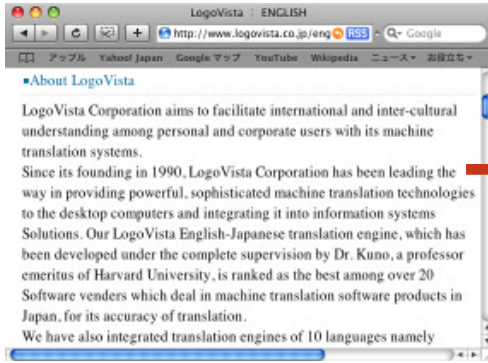 LogoVista : ENGLISH
http://www.logovista.co.jp/eng RSS Google
アップル Yahoo! Japan Google マップ YouTube Wikipedia ニュース お役立ち
About LogoVista
LogoVista Corporation aims to facilitate international and inter-cultural
understanding among personal and corporate users with its machine
translation systems.
Since its founding in 1990, LogoVista Corporation has been leading the
way in providing powerful, sophisticated machine translation technologies
to the desktop computers and integrating it into information systems
Solutions. Our LogoVista English-Japanese translation engine, which has
been developed under the complete supervision by Dr. Kuno, a professor
emeritus of Harvard University, is ranked as the best among over 20
Software venders which deal in machine translation software products in
Japan, for its accuracy of translation.
We have also integrated translation engines of 10 languages namely